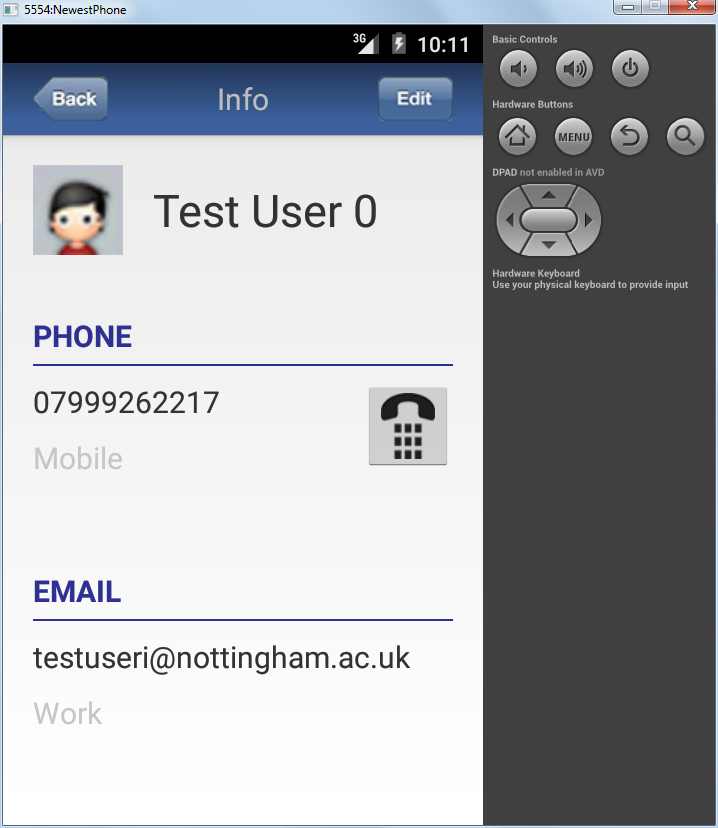 5554:NewestPhone
3G 10:11
Back Info Edit
Test User 0
PHONE
07999262217
Mobile
EMAIL
testuseri@nottingham.ac.uk
Work
Basic Controls
Hardware Buttons
MENU
DPAD not enabled in AVD
Hardware Keyboard
Use your physical keyboard to provide input